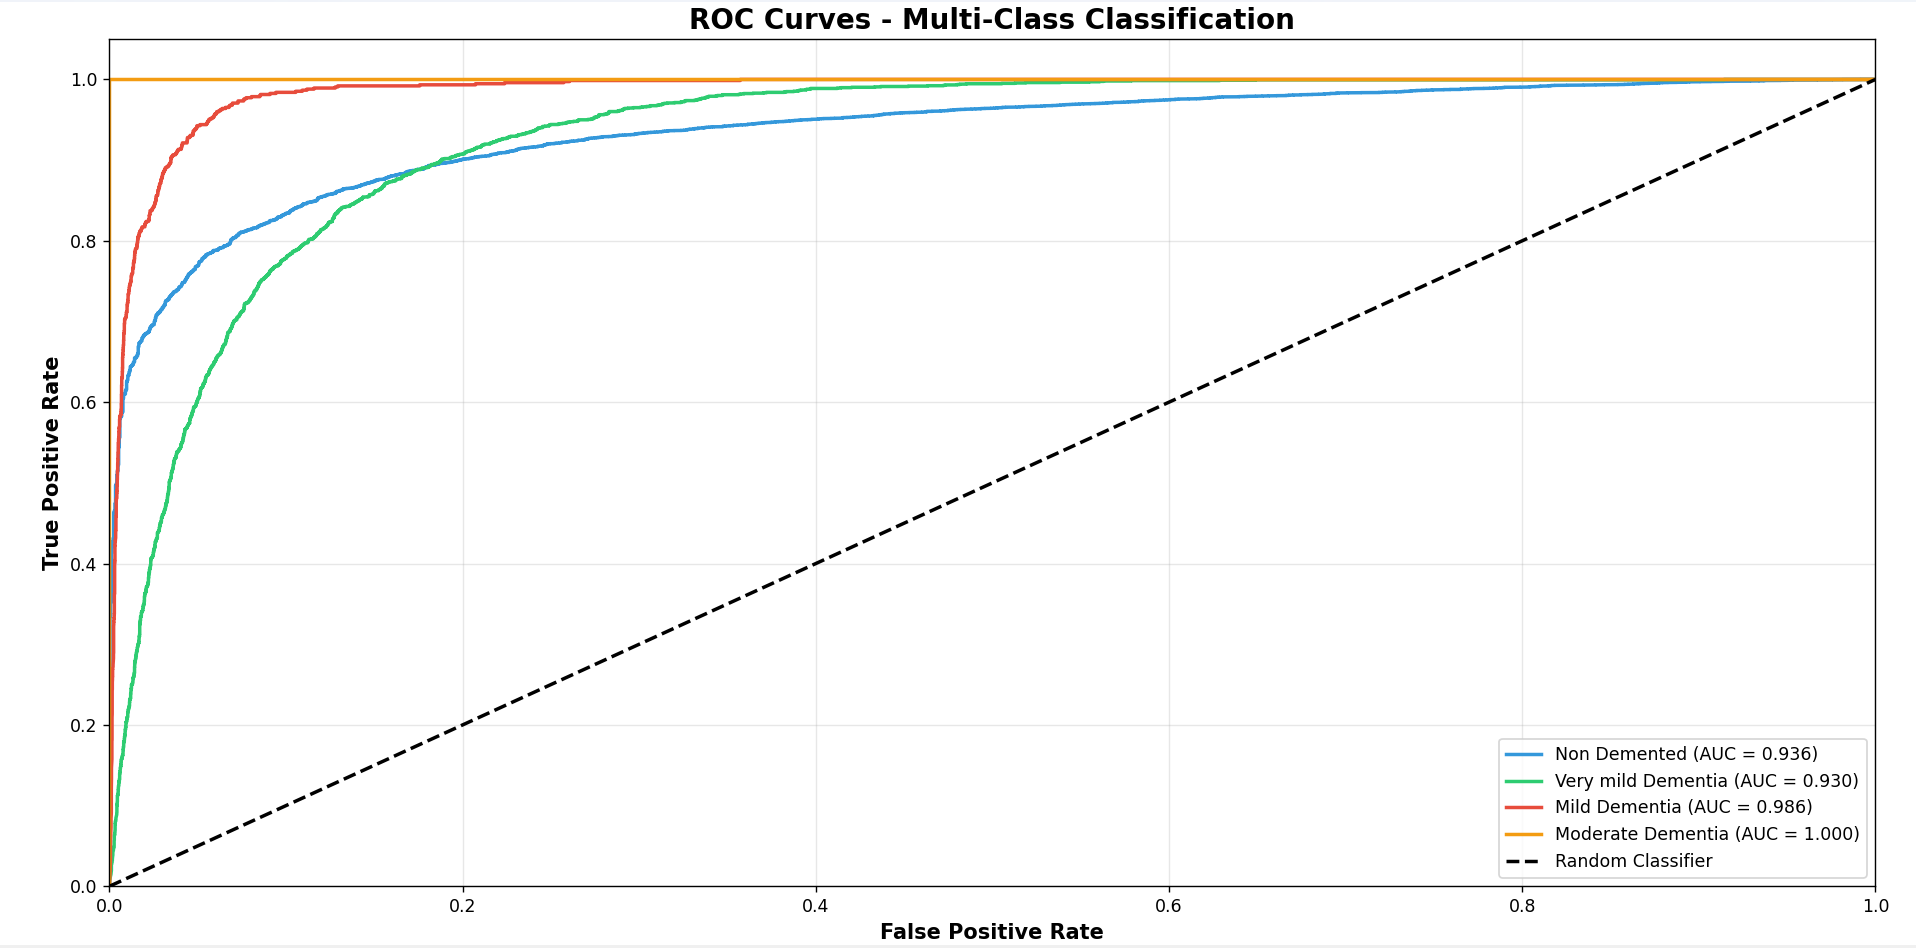 ROC Curves - Multi-Class Classification
True Positive Rate
1.0
0.8
0.6
0.4
0.2
0.0
0.0 0.2 0.4 0.6 0.8 1.0
False Positive Rate
Non Demented (AUC = 0.936)
Very mild Dementia (AUC = 0.930)
Mild Dementia (AUC = 0.986)
Moderate Dementia (AUC = 1.000)
Random Classifier